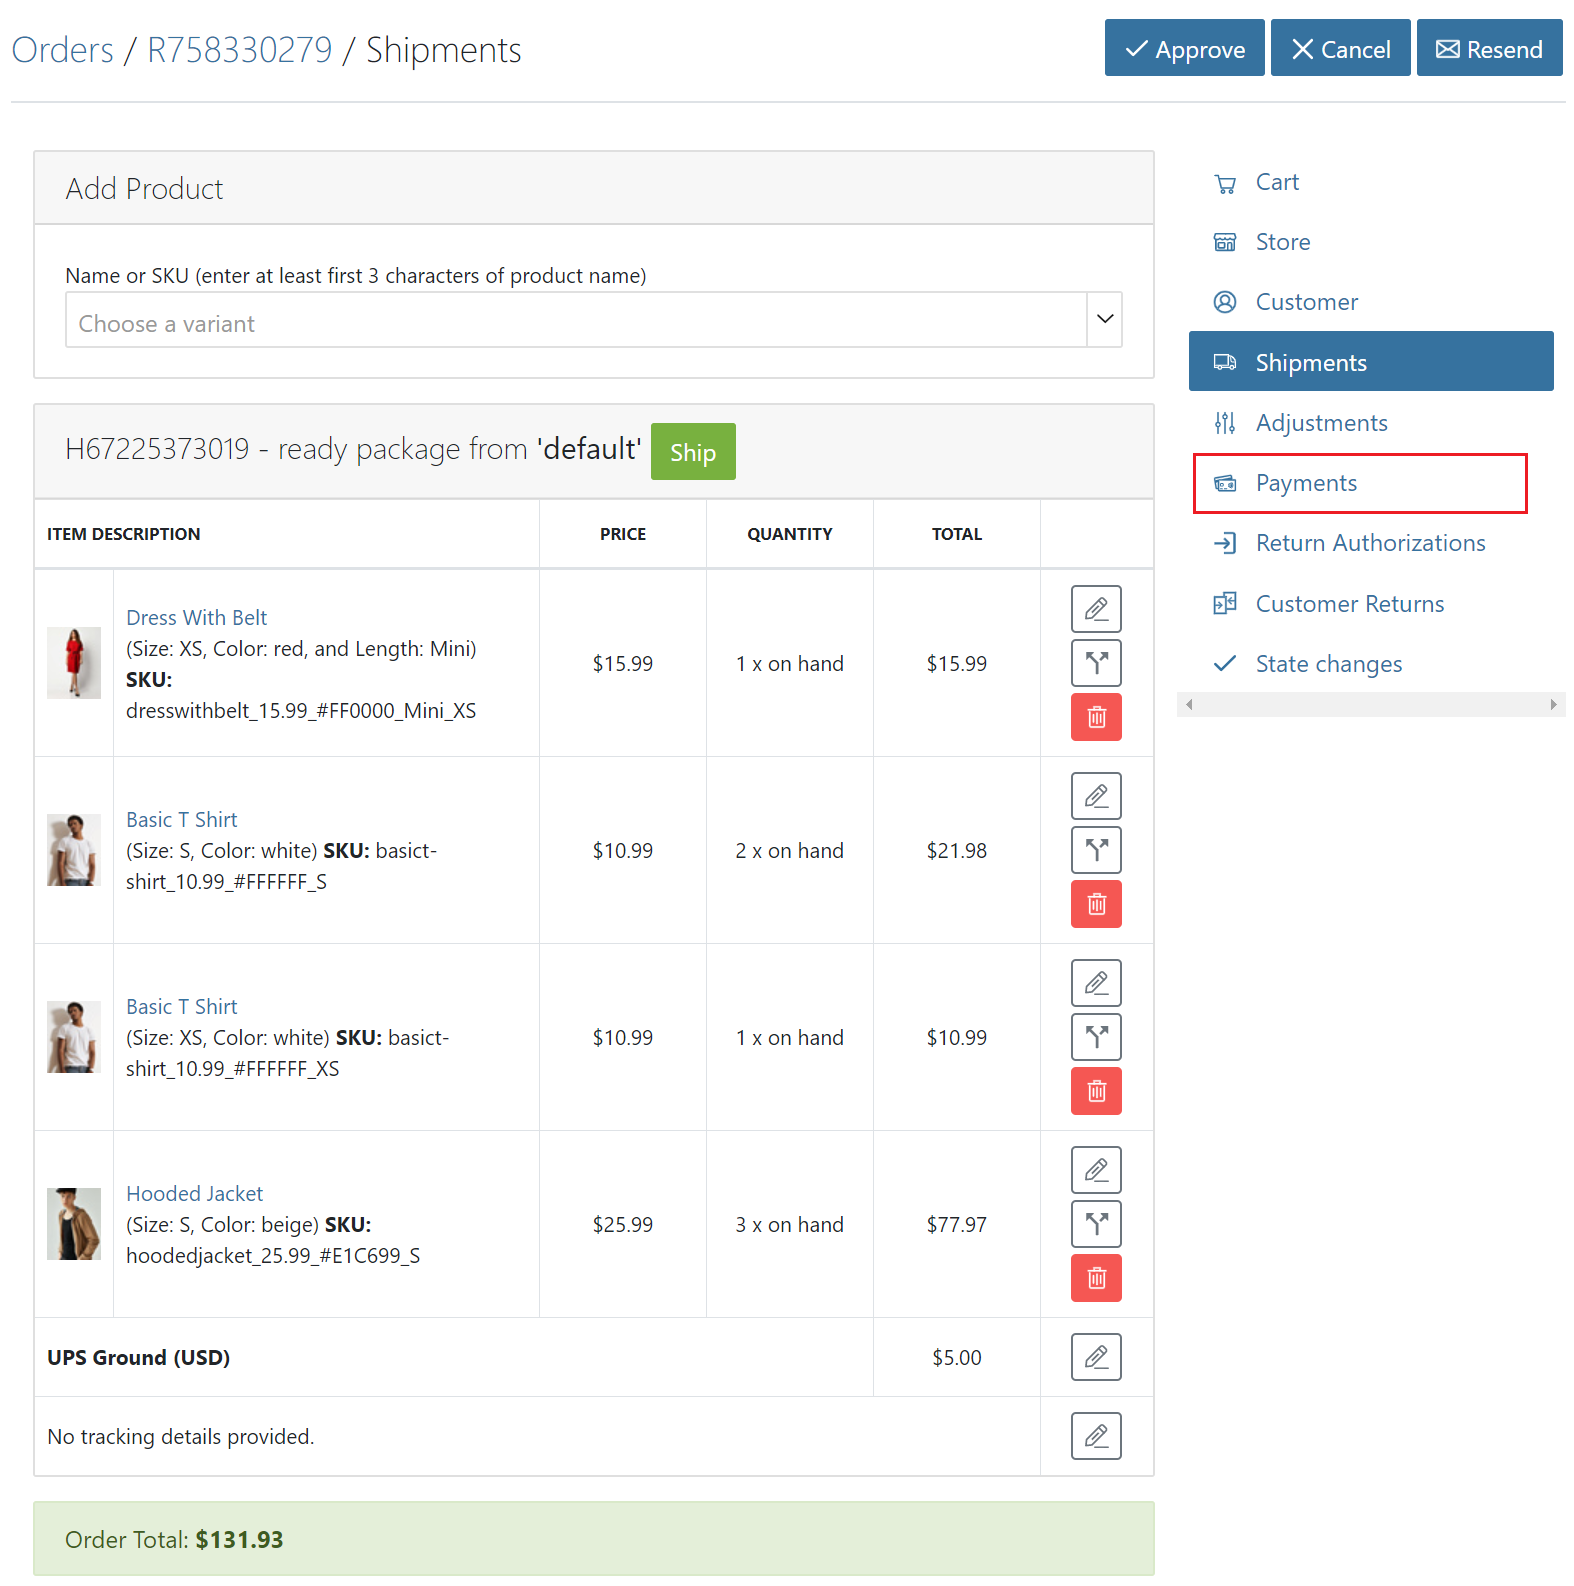 Orders / R758330279 / Shipments
Approve
Cancel
Resend
Add Product
Name or SKU (enter at least first 3 characters of product name)
Choose a variant
H67225373019 - ready package from 'default' Ship
ITEM DESCRIPTION PRICE QUANTITY TOTAL
Dress With Belt
(Size: XS, Color: red, and Length: Mini)
SKU:
dresswithbelt_15.99_#FF0000_Mini_XS
$15.99 1 x on hand $15.99
Basic T Shirt
(Size: S, Color: white) SKU: basict-
shirt_10.99_#FFFFFF_S
$10.99 2 x on hand $21.98
Basic T Shirt
(Size: XS, Color: white) SKU: basict-
shirt_10.99_#FFFFFF_XS
$10.99 1 x on hand $10.99
Hooded Jacket
(Size: S, Color: beige) SKU:
hoodedjacket_25.99_#E1C699_S
$25.99 3 x on hand $77.97
UPS Ground (USD) $5.00
No tracking details provided.
Order Total: $131.93
Cart
Store
Customer
Shipments
Adjustments
Payments
Return Authorizations
Customer Returns
State changes